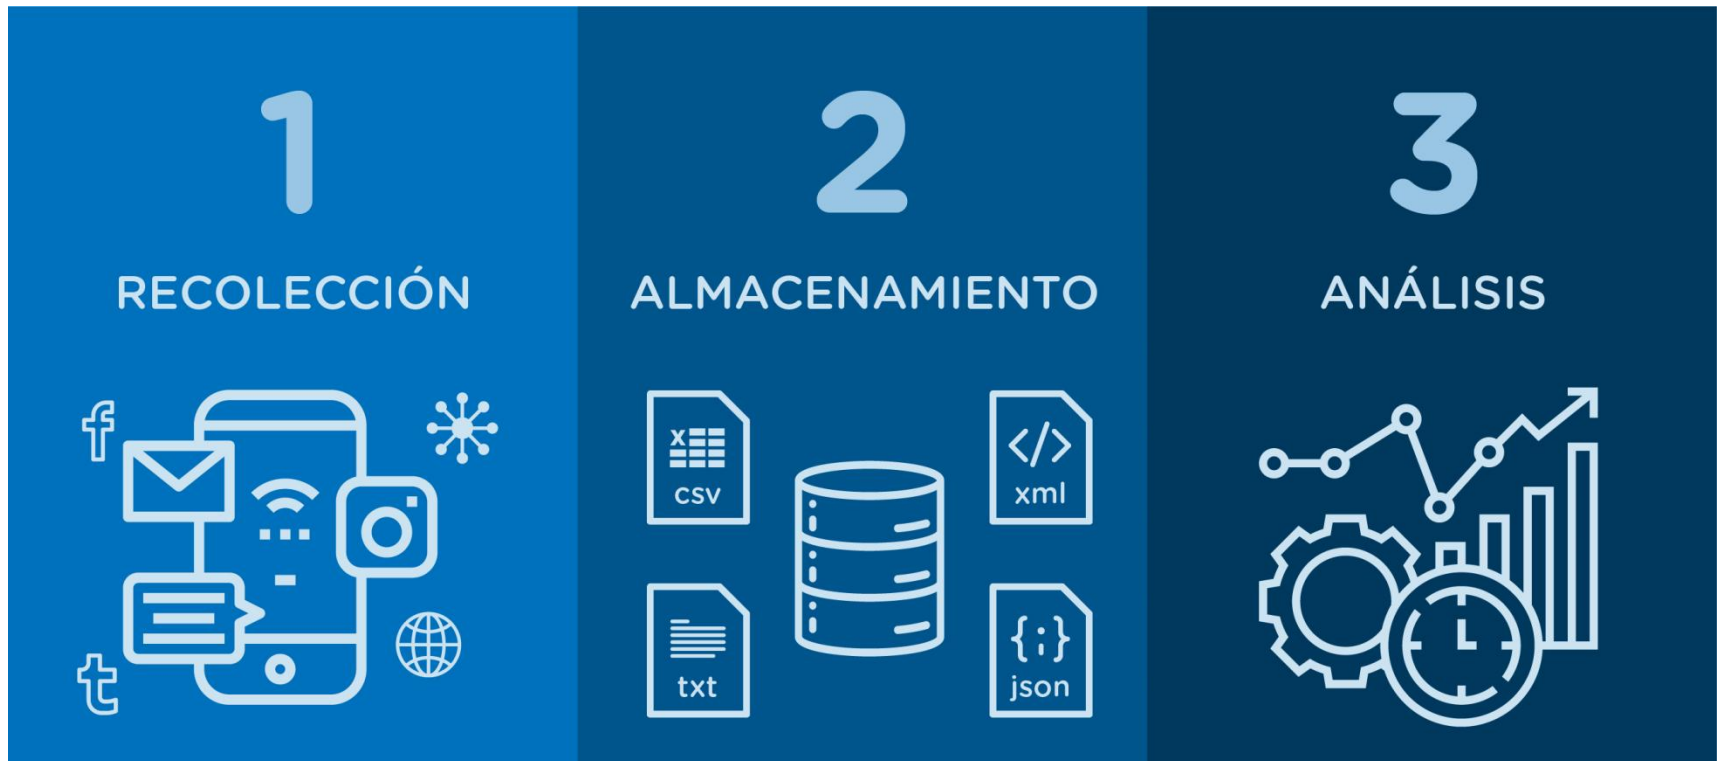 1
RECOLECCIÓN
2
ALMACENAMIENTO
csv
xml
txt
{;}
json
</>
x
3
ANÁLISIS
f
t